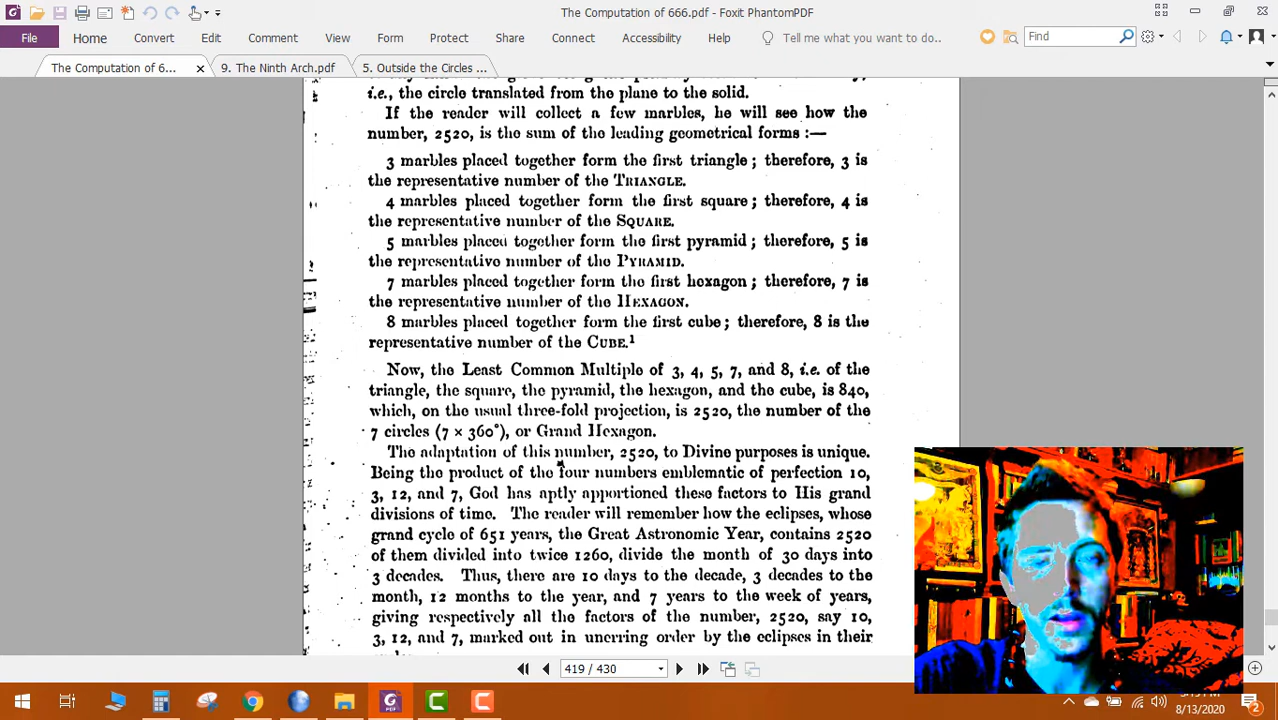 The Computation of 666.pdf - Foxit PhantomPDF
File Home Convert Edit Comment View Form Protect Share Connect Accessibility Help Tell me what you want to do.. Find
The Computation of 6... 9. The Ninth Arch.pdf 5. Outside the Circles ...
i.e., the circle translated from the plane to the solid.
If the reader will collect a few marbles, he will see how the
number, 2520, is the sum of the leading geometrical forms :—
3 marbles placed together form the first triangle ; therefore, 3 is
the representative number of the TRIANGLE.
4 marbles placed together form the first square ; therefore, 4 is
the representative number of the SQUARE.
5 marbles placed together form the first pyramid ; therefore, 5 is
the representative number of the PYRAMID.
7 marbles placed together form the first hexagon ; therefore, 7 is
the representative number of the HEXAGON.
8 marbles placed together form the first cube ; therefore, 8 is the
representative number of the CUBE.¹
Now, the Least Common Multiple of 3, 4, 5, 7, and 8, i.e. of the
triangle, the square, the pyramid, the hexagon, and the cube, is 840,
which, on the usual three-fold projection, is 2520, the number of the
7 circles (7 × 360°), or Grand Hexagon.
The adaptation of this number, 2520, to Divine purposes is unique.
Being the product of the four numbers emblematic of perfection 10,
3, 12, and 7, God has aptly apportioned these factors to His grand
divisions of time. The reader will remember how the eclipses, whose
grand cycle of 651 years, the Great Astronomic Year, contains 2520
of them divided into twice 1260, divide the month of 30 days into
3 decades. Thus, there are 10 days to the decade, 3 decades to the
month, 12 months to the year, and 7 years to the week of years,
giving respectively all the factors of the number, 2520, say 10,
3, 12, and 7, marked out in unerring order by the eclipses in their
419 / 430
8/13/2020
2